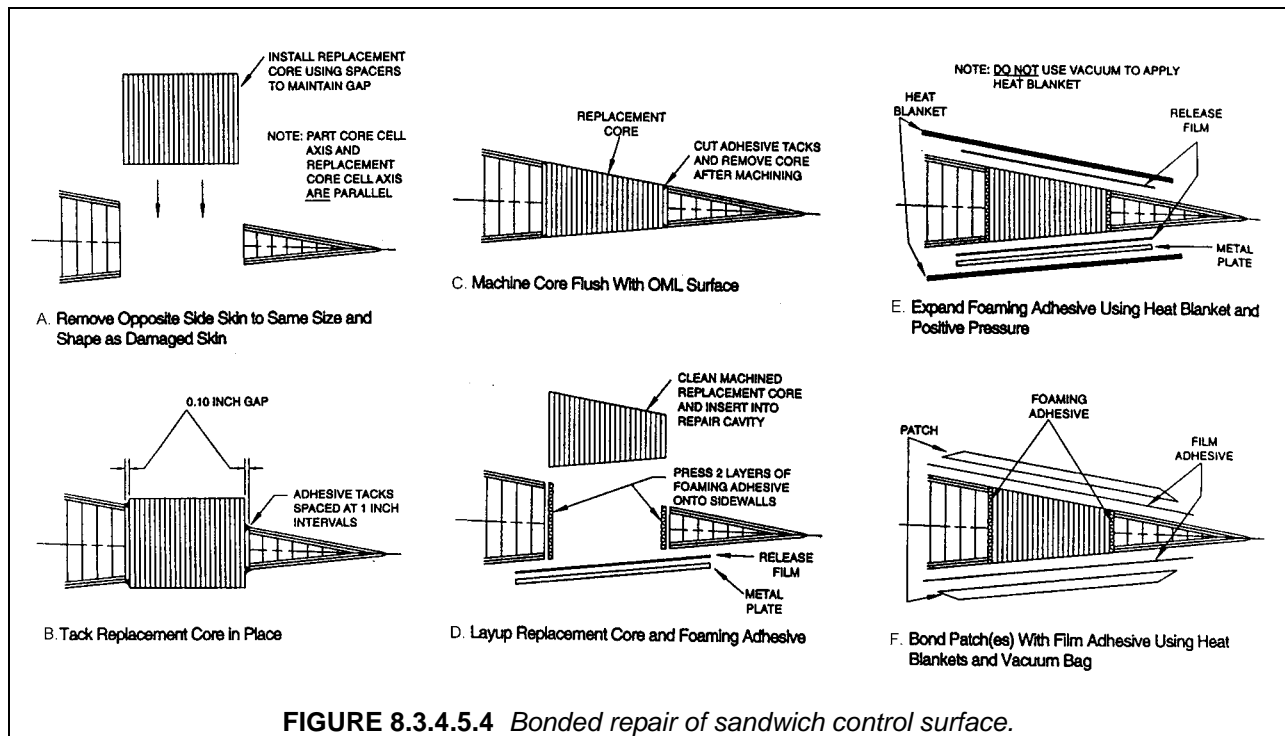 INSTALL REPLACEMENT
CORE USING SPACERS
TO MAINTAIN GAP
NOTE: PART CORE CELL
AXIS AND
REPLACEMENT
CORE CELL AXIS
ARE PARALLEL
A. Remove Opposite Side Skin to Same Size and
Shape as Damaged Skin
0.10 INCH GAP
ADHESIVE TACKS
SPACED AT 1 INCH
INTERVALS
B. Tack Replacement Core in Place
REPLACEMENT
CORE
CUT ADHESIVE TACKS
AND REMOVE CORE
AFTER MACHINING
C. Machine Core Flush With OML Surface
CLEAN MACHINED
REPLACEMENT CORE
AND INSERT INTO
REPAIR CAVITY
PRESS 2 LAYERS OF
FOAMING ADHESIVE
ONTO SIDEWALLS
RELEASE
FILM
METAL
PLATE
D. Layup Replacement Core and Foaming Adhesive
NOTE: DO NOT USE VACUUM TO APPLY
HEAT BLANKET
HEAT
BLANKET
RELEASE
FILM
METAL
PLATE
E. Expand Foaming Adhesive Using Heat Blanket and
Positive Pressure
FOAMING
ADHESIVE
PATCH
FILM
ADHESIVE
F. Bond Patch(es) With Film Adhesive Using Heat
Blankets and Vacuum Bag
FIGURE 8.3.4.5.4 Bonded repair of sandwich control surface.